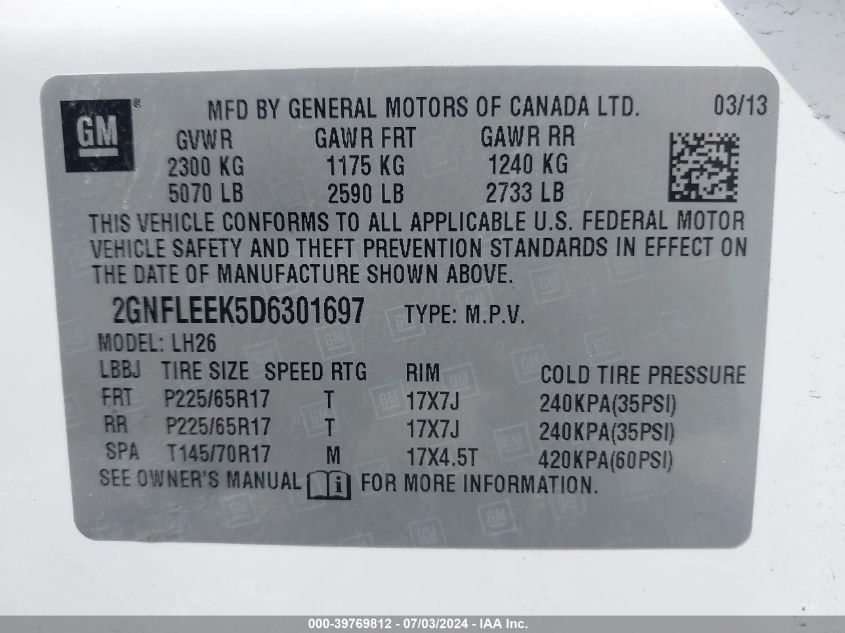 GM ® MFD BY GENERAL MOTORS OF CANADA LTD. 03/13
GVWR GAWR FRT GAWR RR
2300 KG 1175 KG 1240 KG
5070 LB 2590 LB 2733 LB
THIS VEHICLE CONFORMS TO ALL APPLICABLE U.S. FEDERAL MOTOR
VEHICLE SAFETY AND THEFT PREVENTION STANDARDS IN EFFECT ON
THE DATE OF MANUFACTURE SHOWN ABOVE.
2GNFLEEK5D6301697 TYPE: M.P.V.
MODEL: LH26
LBBJ TIRE SIZE SPEED RTG RIM COLD TIRE PRESSURE
FRT P225/65R17 T 17X7J 240KPA(35PSI)
RR P225/65R17 T 17X7J 240KPA(35PSI)
SPA T145/70R17 M 17X4.5T 420KPA(60PSI)
SEE OWNER'S MANUAL i FOR MORE INFORMATION.
000-39769812 - 07/03/2024 - IAA Inc.